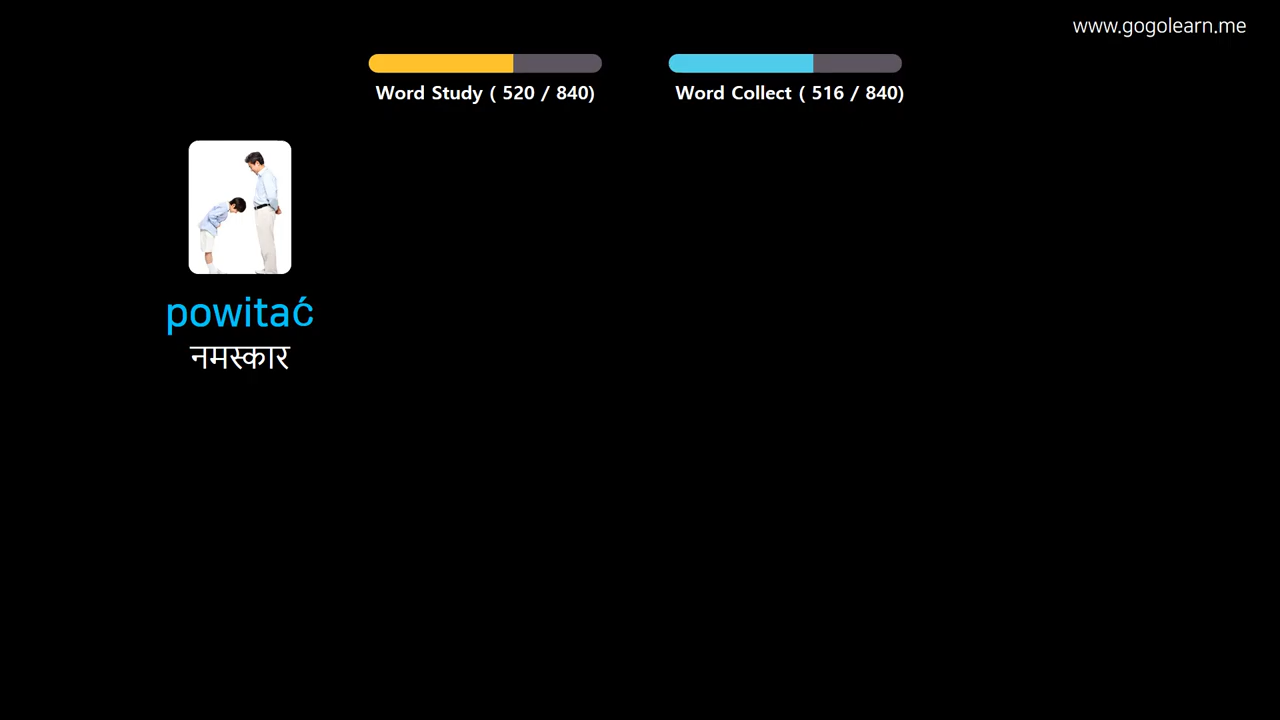 www.gogolearn.me
Word Study ( 520 / 840)
Word Collect ( 516 / 840)
powitać
नमस्कार